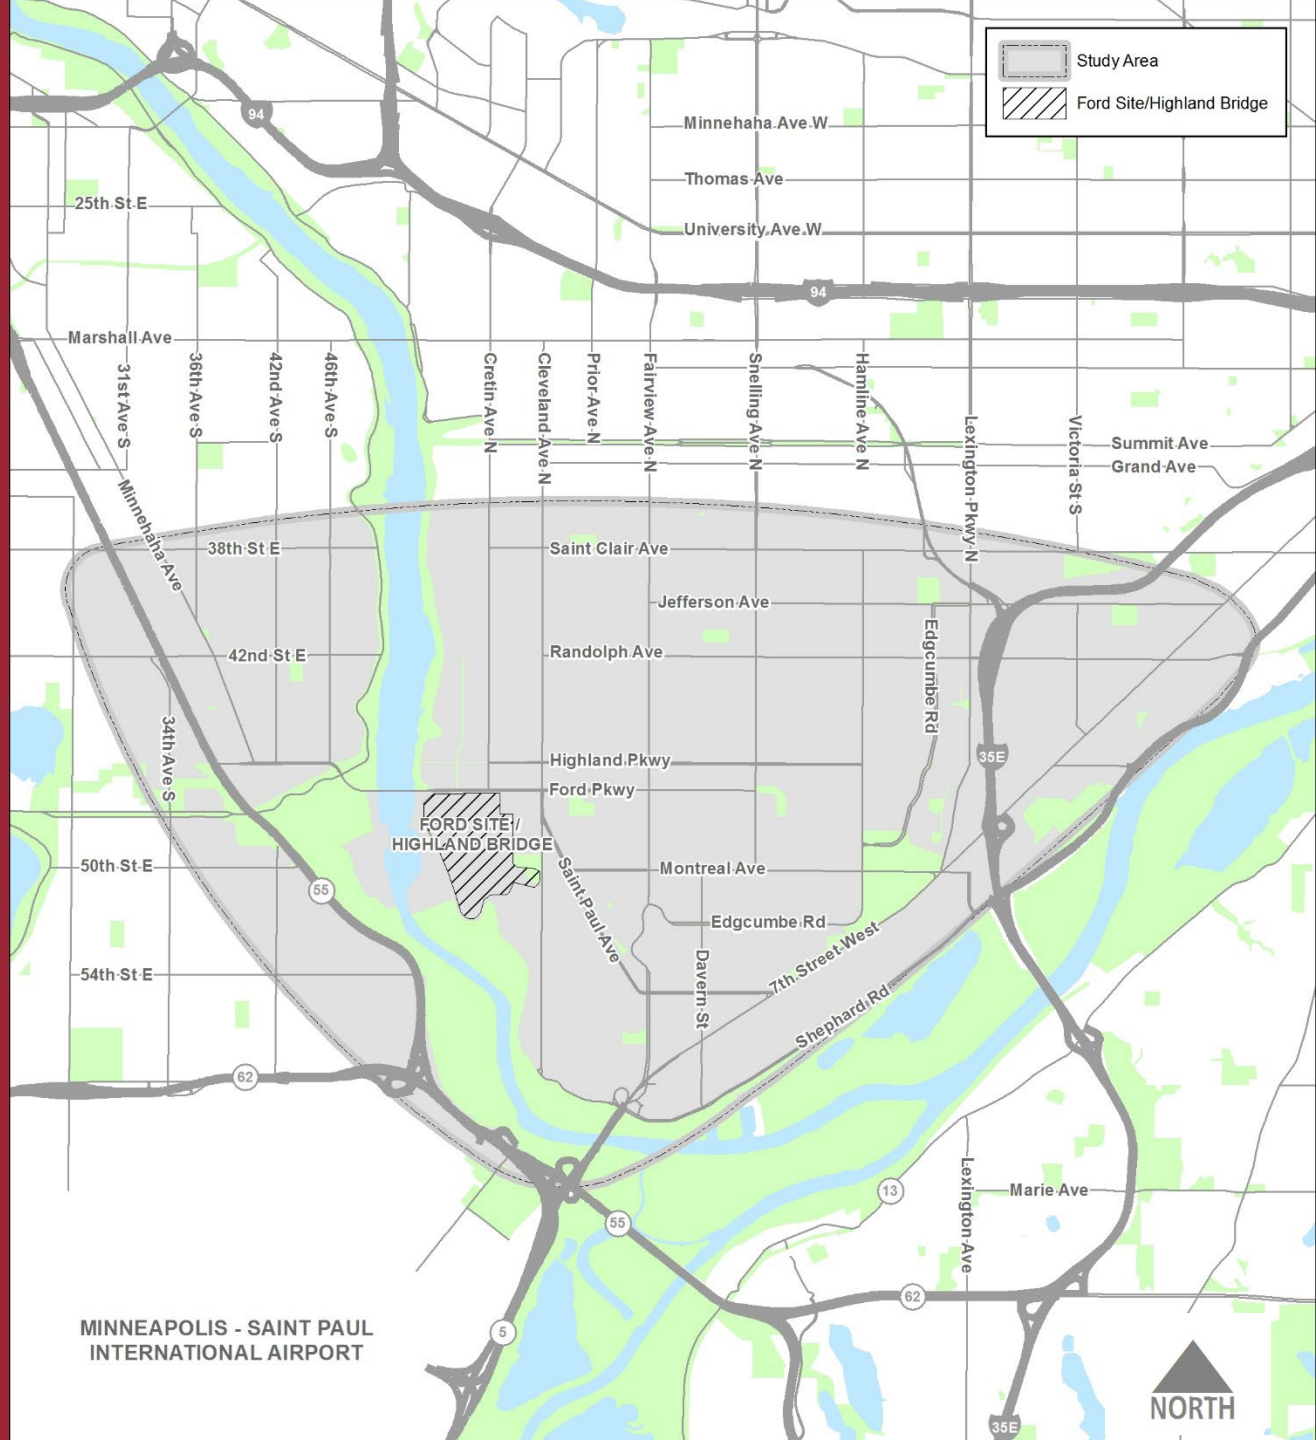 Study Area
Ford Site/Highland Bridge
94
Minnehaha Ave W
Thomas Ave
25th St E
University Ave W
94
Marshall Ave
31st Ave S
36th Ave S
42nd Ave S
46th Ave S
Cretin Ave N
Cleveland Ave N
Prior Ave N
Fairview Ave N
Snelling Ave N
Hamline Ave N
Lexington Pkwy N
Victoria St S
Summit Ave
Grand Ave
Minnehaha Ave
38th St E
Saint Clair Ave
Jefferson Ave
42nd St E
Randolph Ave
Edgcumbe Rd
34th Ave S
Highland Pkwy
35E
Ford Pkwy
FORD SITE /
HIGHLAND BRIDGE
50th St E
55
Saint Paul Ave
Montreal Ave
Edgcumbe Rd
54th St E
Davern St
7th Street West
Shephard Rd
62
13
Lexington Ave
Marie Ave
55
62
5
MINNEAPOLIS - SAINT PAUL
INTERNATIONAL AIRPORT
35E
NORTH